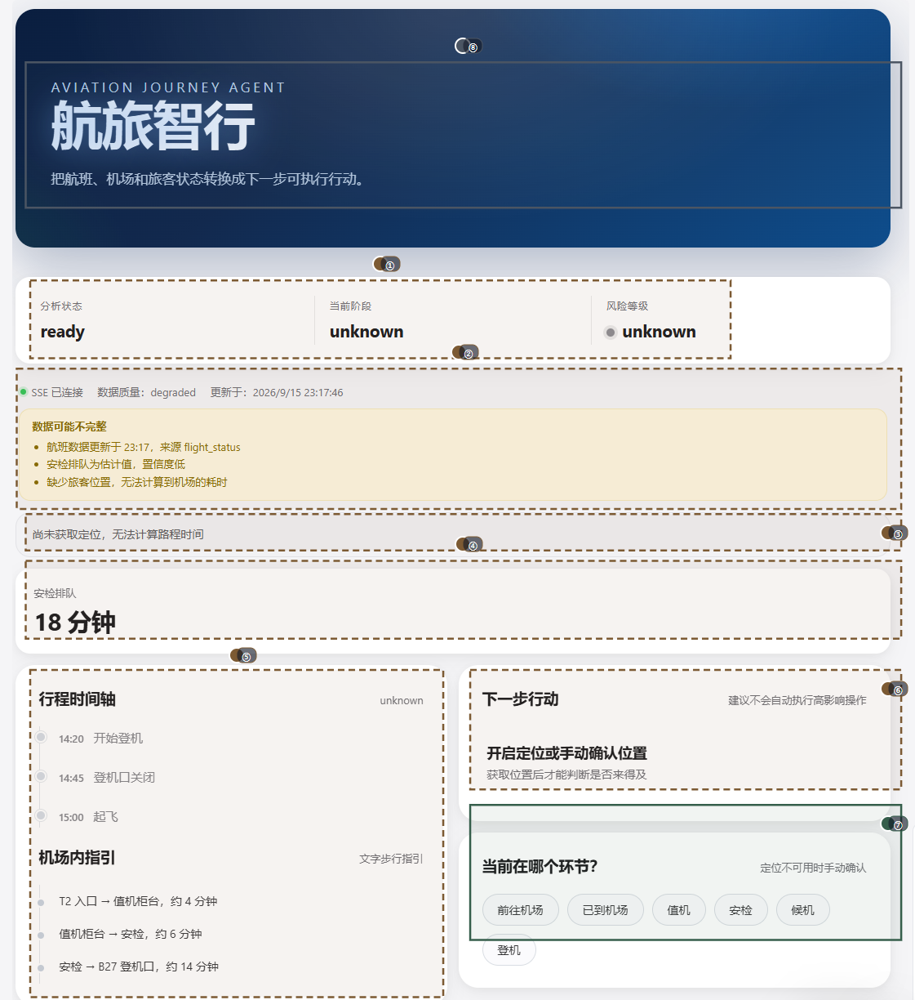 ⑧
AVIATION JOURNEY AGENT
航旅智行
把航班、机场和旅客状态转换成下一步可执行行动。
①
分析状态
ready
当前阶段
unknown
风险等级
unknown
②
SSE 已连接 数据质量：degraded 更新于：2026/9/15 23:17:46
数据可能不完整
• 航班数据更新于 23:17，来源 flight_status
• 安检排队为估计值，置信度低
• 缺少旅客位置，无法计算到机场的耗时
尚未获取定位，无法计算路程时间
③
④
安检排队
18 分钟
⑤
行程时间轴 unknown
14:20 开始登机
14:45 登机口关闭
15:00 起飞
机场内指引 文字步行指引
T2 入口 → 值机柜台，约 4 分钟
值机柜台 → 安检，约 6 分钟
安检 → B27 登机口，约 14 分钟
⑥
下一步行动 建议不会自动执行高影响操作
开启定位或手动确认位置
获取位置后才能判断是否来得及
⑦
当前在哪个环节？ 定位不可用时手动确认
前往机场 已到机场 值机 安检 候机
登机